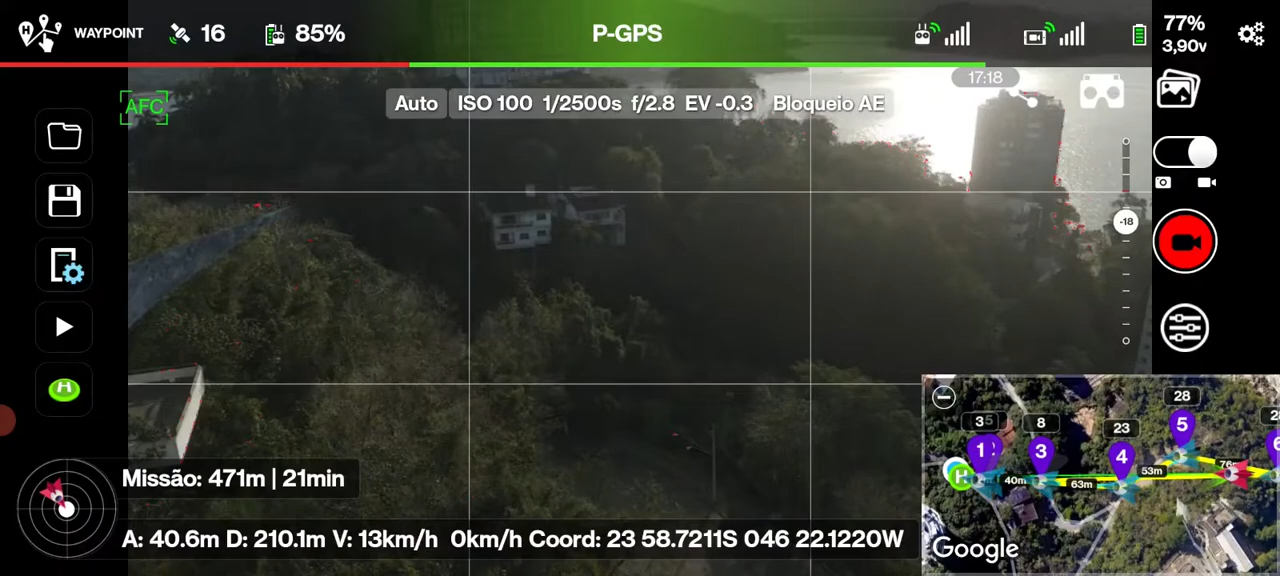 WAYPOINT 16 85% P-GPS 77%
3,90v
17:18
AFC Auto ISO 100 1/2500s f/2.8 EV -0.3 Bloqueio AE
-18
28
8 23
5
1 3 4
53m 76
40m 63m
H
Missão: 471m | 21min
A: 40.6m D: 210.1m V: 13km/h 0km/h Coord: 23 58.7211S 046 22.1220W
Google